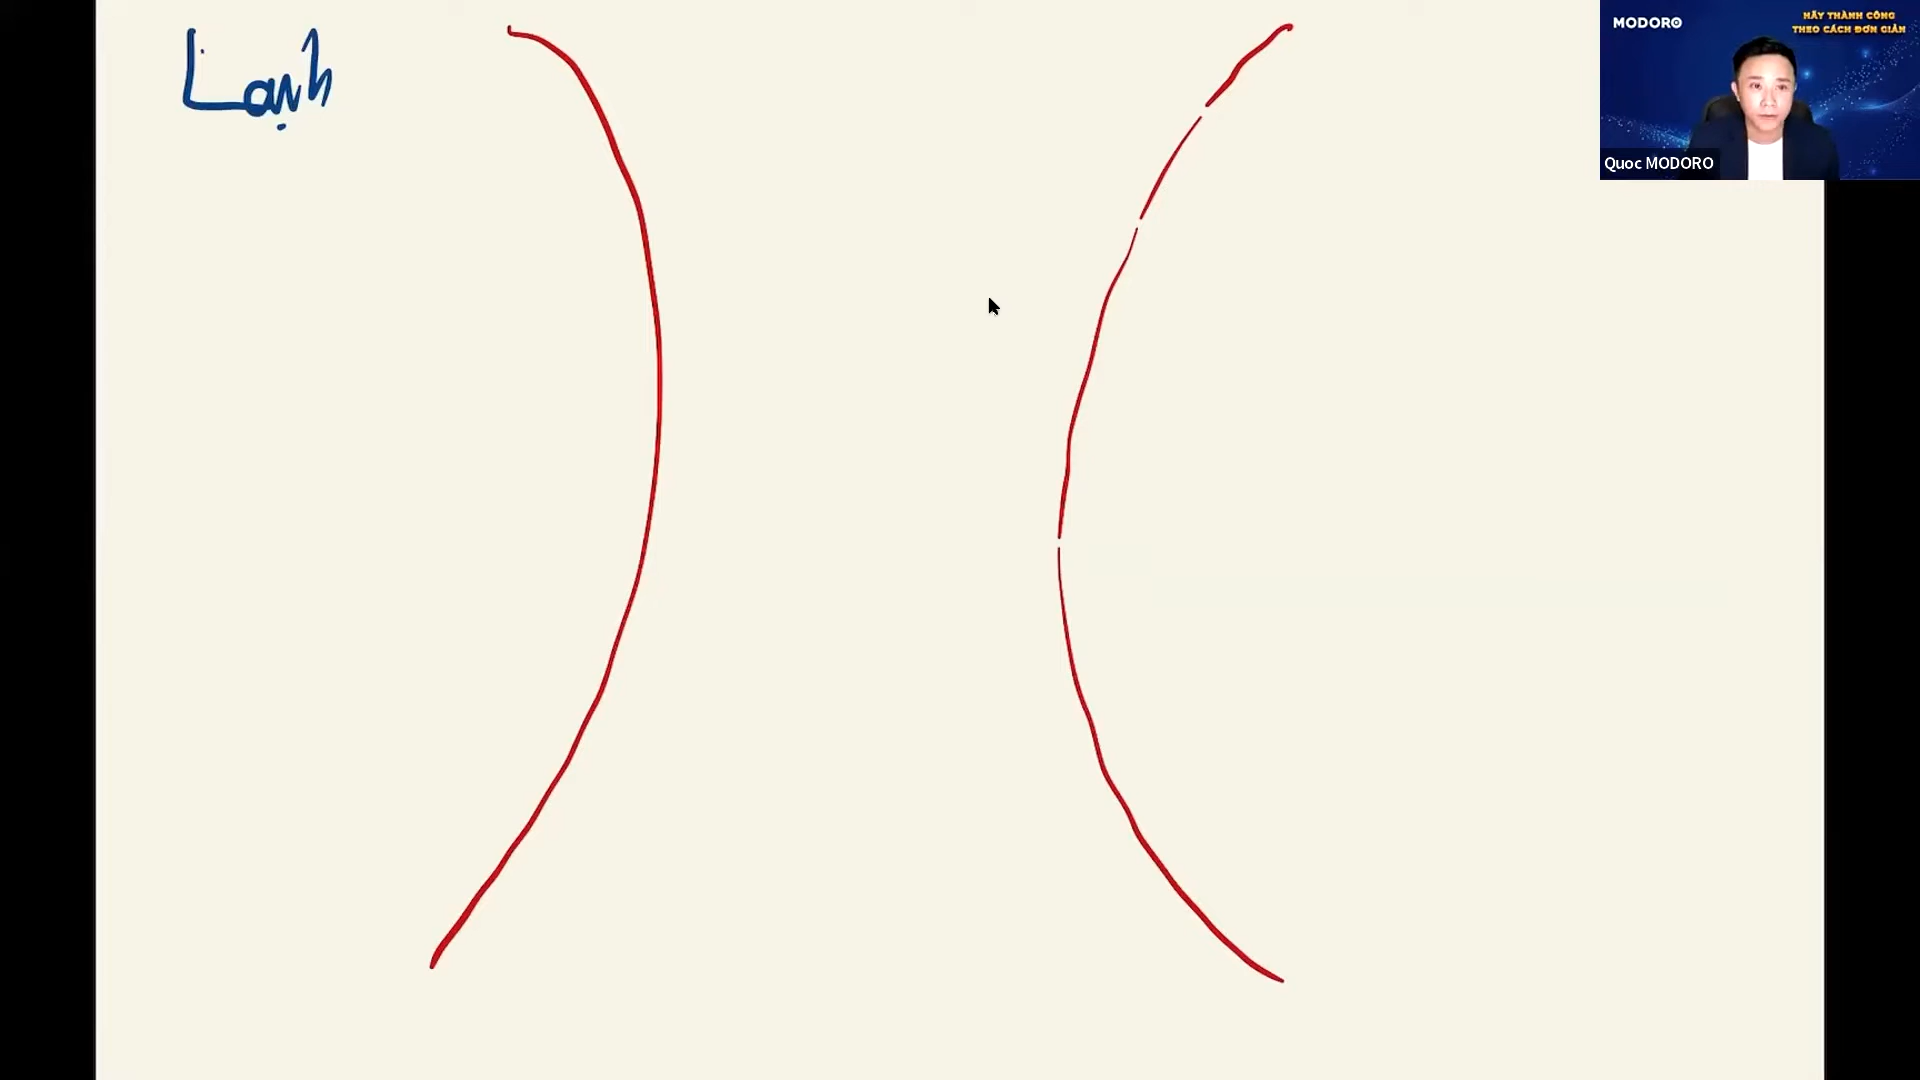 Lạnh
MODORO
HÃY THÀNH CÔNG
THEO CÁCH ĐƠN GIẢN
Quoc MODORO